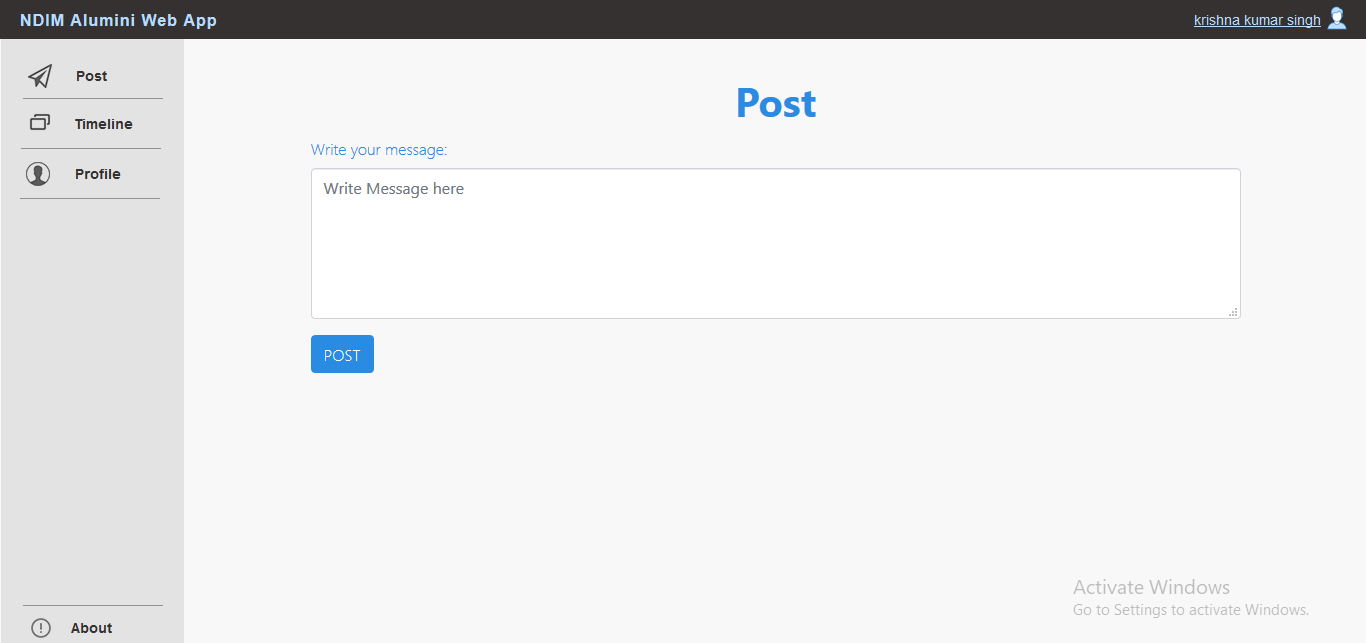 NDIM Alumini Web App
krishna kumar singh
Post
Timeline
Profile
About
Post
Write your message:
Write Message here
POST
Activate Windows
Go to Settings to activate Windows.